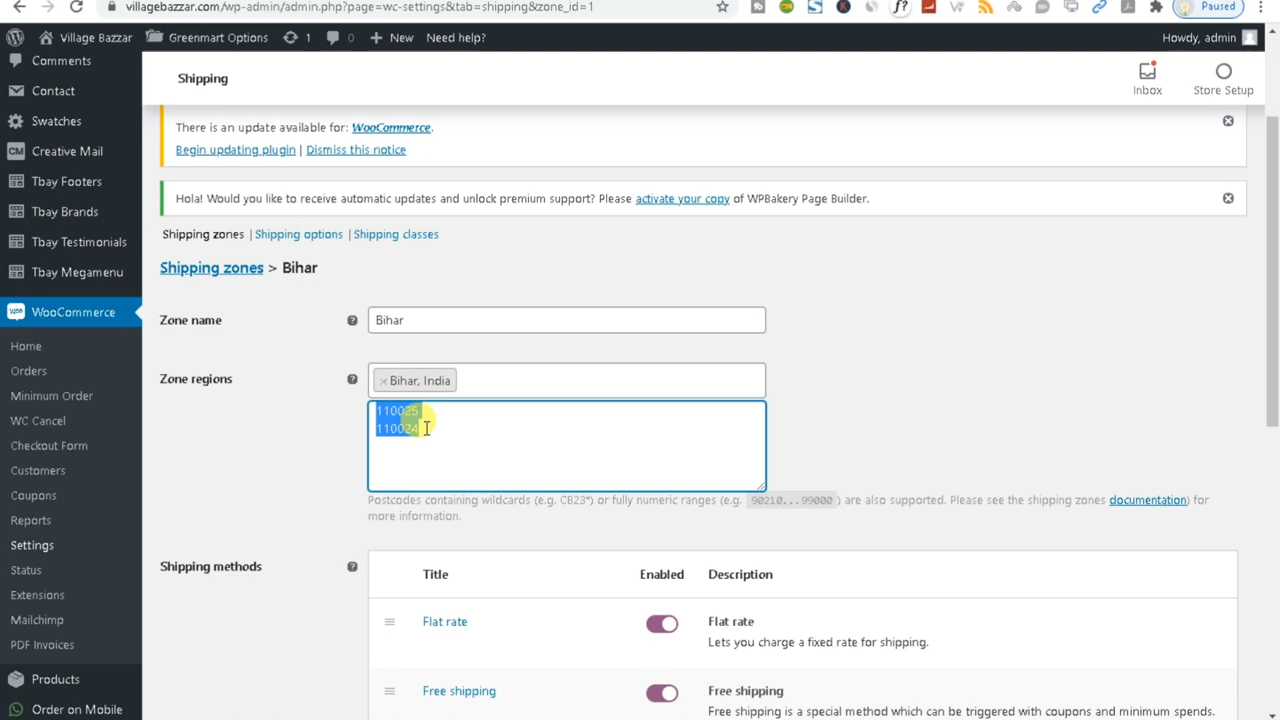 villagebazzar.com/wp-admin/admin.php?page=wc-settings&tab=shipping&zone_id=1
Paused
Village Bazzar
Greenmart Options
1
0
New
Need help?
Howdy, admin
Comments
Contact
Swatches
CM Creative Mail
Tbay Footers
Tbay Brands
Tbay Testimonials
Tbay Megamenu
WooCommerce
Home
Orders
Minimum Order
WC Cancel
Checkout Form
Customers
Coupons
Reports
Settings
Status
Extensions
Mailchimp
PDF Invoices
Products
Order on Mobile
Shipping
Inbox
Store Setup
There is an update available for: WooCommerce.
Begin updating plugin | Dismiss this notice
Hola! Would you like to receive automatic updates and unlock premium support? Please activate your copy of WPBakery Page Builder.
Shipping zones | Shipping options | Shipping classes
Shipping zones > Bihar
Zone name
Bihar
Zone regions
× Bihar, India
110025
110024
Postcodes containing wildcards (e.g. CB23*) or fully numeric ranges (e.g. 90210...99000) are also supported. Please see the shipping zones documentation) for
more information.
Shipping methods
Title Enabled Description
Flat rate
Flat rate
Lets you charge a fixed rate for shipping.
Free shipping
Free shipping
Free shipping is a special method which can be triggered with coupons and minimum spends.